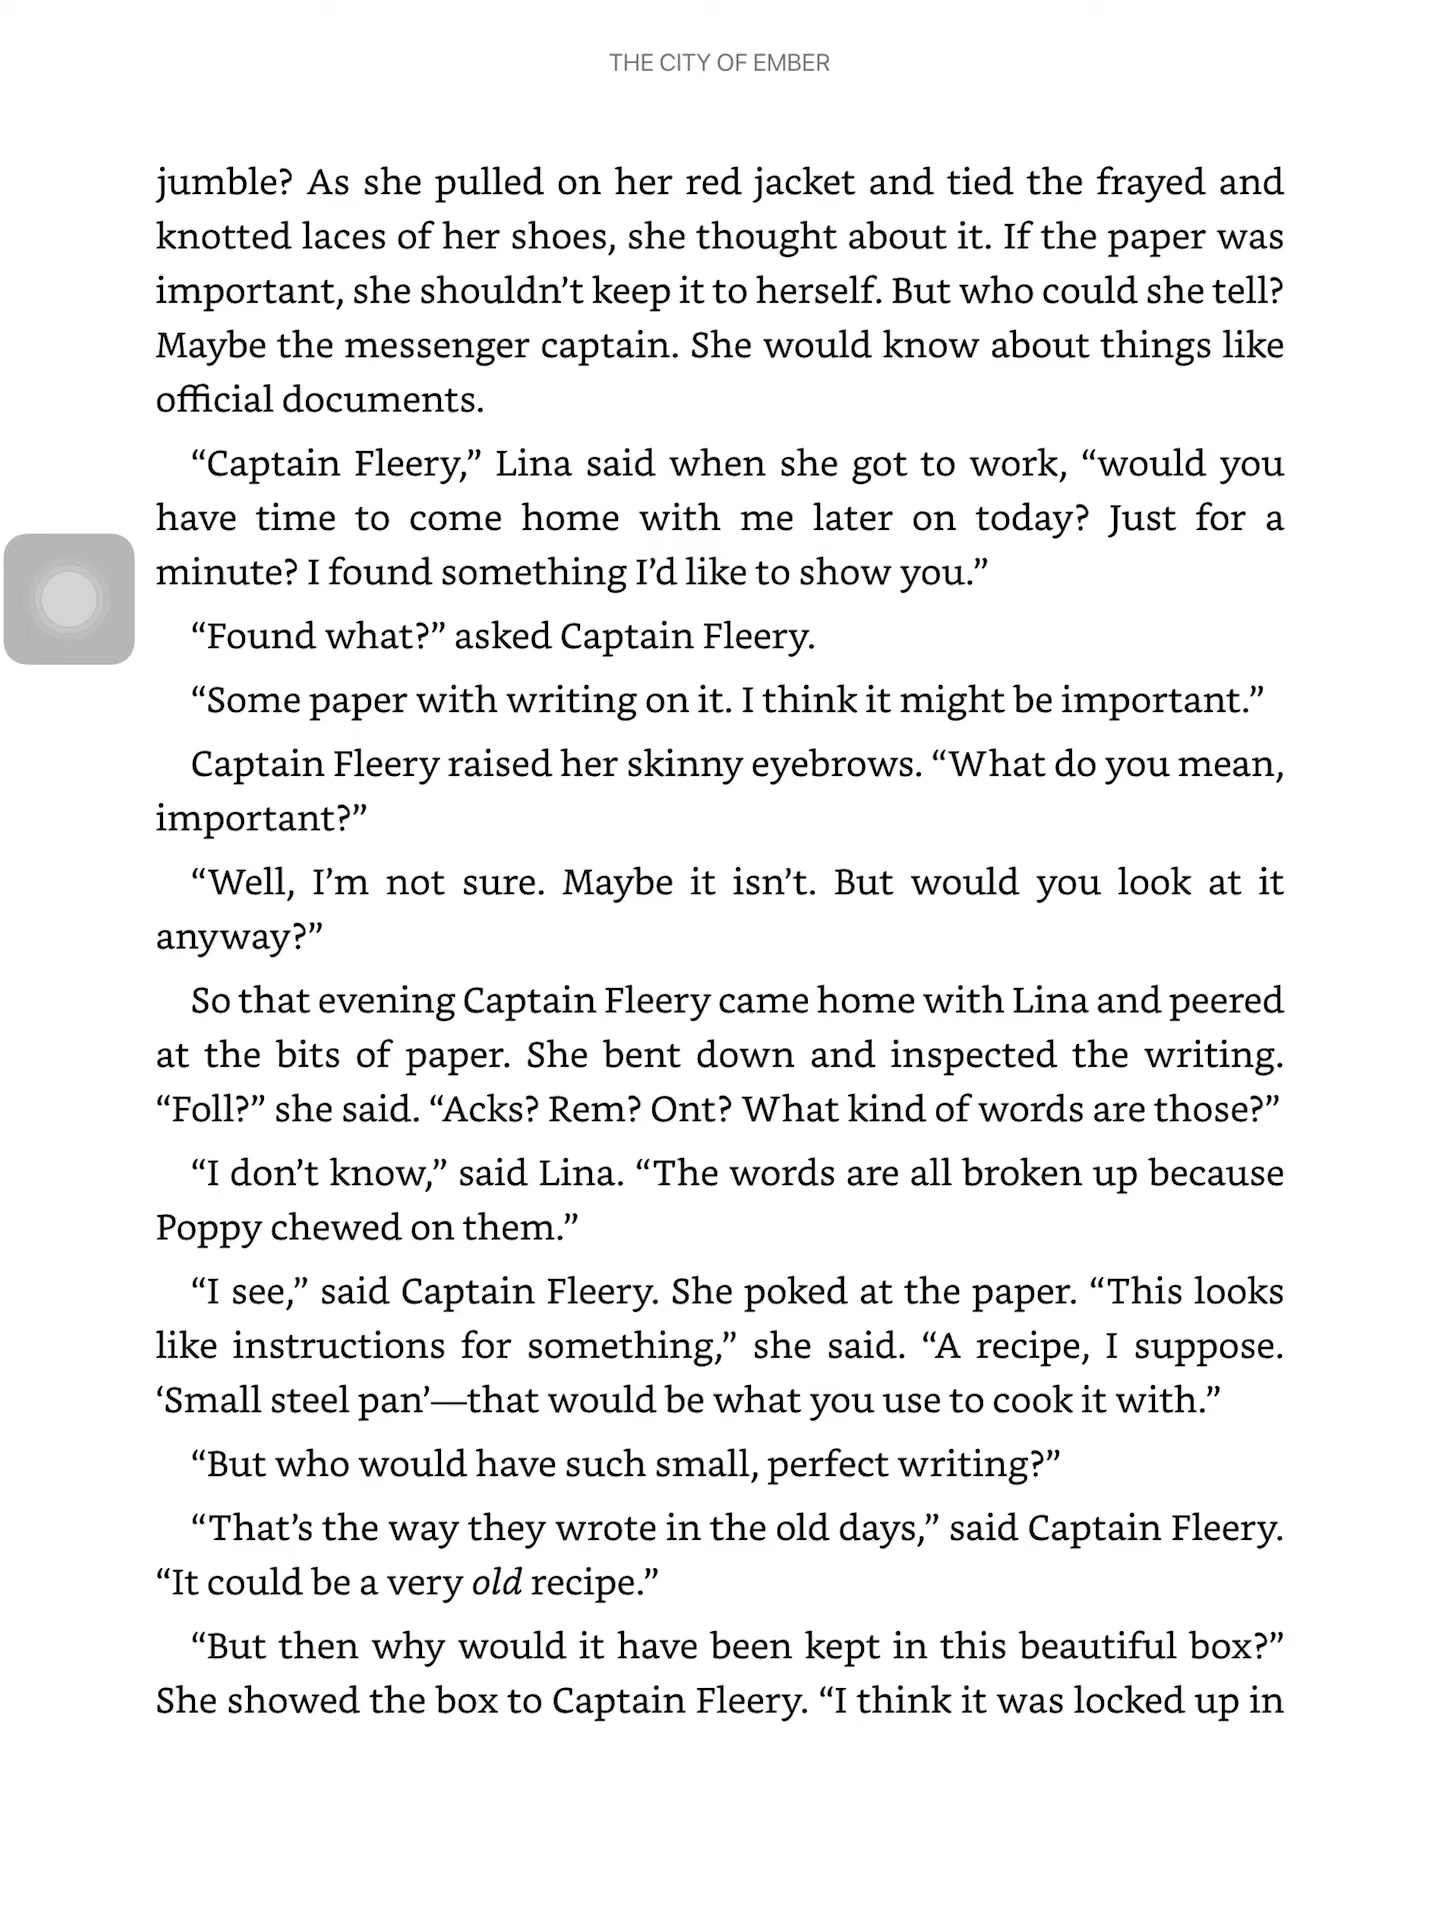 THE CITY OF EMBER
jumble? As she pulled on her red jacket and tied the frayed and
knotted laces of her shoes, she thought about it. If the paper was
important, she shouldn’t keep it to herself. But who could she tell?
Maybe the messenger captain. She would know about things like
official documents.
“Captain Fleery,” Lina said when she got to work, “would you
have time to come home with me later on today? Just for a
minute? I found something I’d like to show you.”
“Found what?” asked Captain Fleery.
“Some paper with writing on it. I think it might be important.”
Captain Fleery raised her skinny eyebrows. “What do you mean,
important?”
“Well, I’m not sure. Maybe it isn’t. But would you look at it
anyway?”
So that evening Captain Fleery came home with Lina and peered
at the bits of paper. She bent down and inspected the writing.
“Foll?” she said. “Acks? Rem? Ont? What kind of words are those?”
“I don’t know,” said Lina. “The words are all broken up because
Poppy chewed on them.”
“I see,” said Captain Fleery. She poked at the paper. “This looks
like instructions for something,” she said. “A recipe, I suppose.
‘Small steel pan’—that would be what you use to cook it with.”
“But who would have such small, perfect writing?”
“That’s the way they wrote in the old days,” said Captain Fleery.
“It could be a very old recipe.”
“But then why would it have been kept in this beautiful box?”
She showed the box to Captain Fleery. “I think it was locked up in